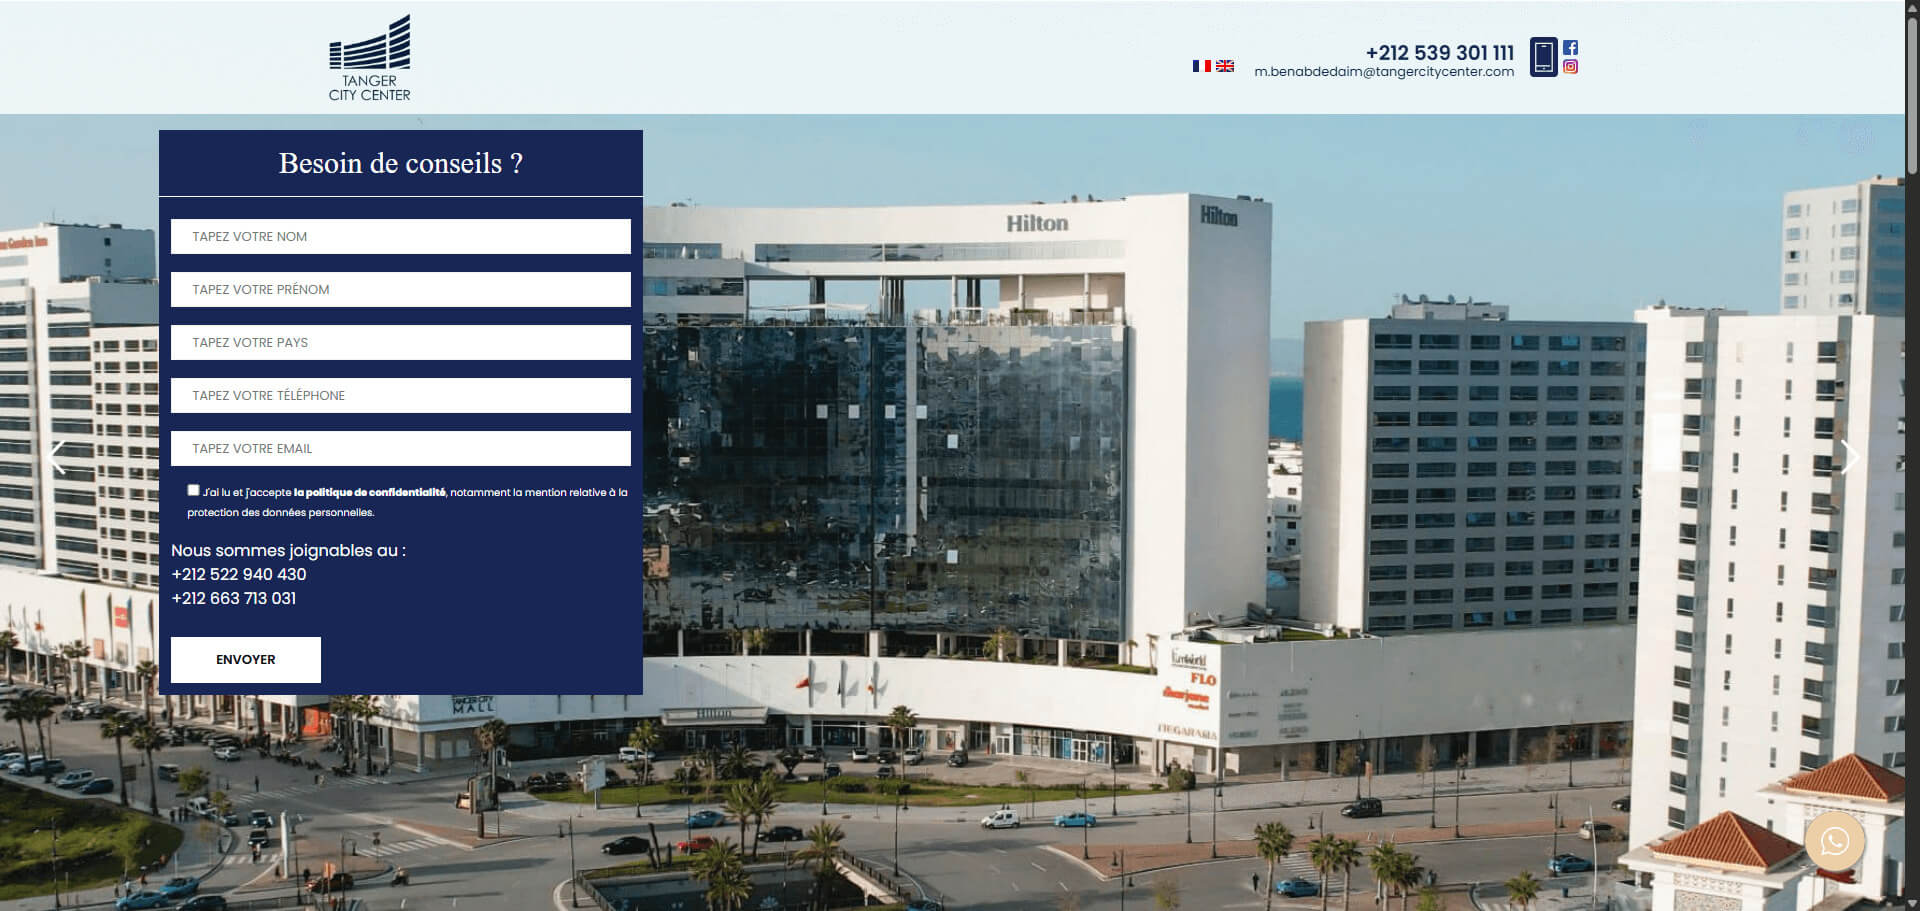 TANGER
CITY CENTER
+212 539 301 111
m.benabdedaim@tangercitycenter.com
Besoin de conseils ?
TAPEZ VOTRE NOM
TAPEZ VOTRE PRÉNOM
TAPEZ VOTRE PAYS
TAPEZ VOTRE TÉLÉPHONE
TAPEZ VOTRE EMAIL
J'ai lu et j'accepte la politique de confidentialité, notamment la mention relative à la
protection des données personnelles.
Nous sommes joignables au :
+212 522 940 430
+212 663 713 031
ENVOYER
Hilton
Hilton
Garden Inn
FLO
TANGER CITY
MALL
Hilton